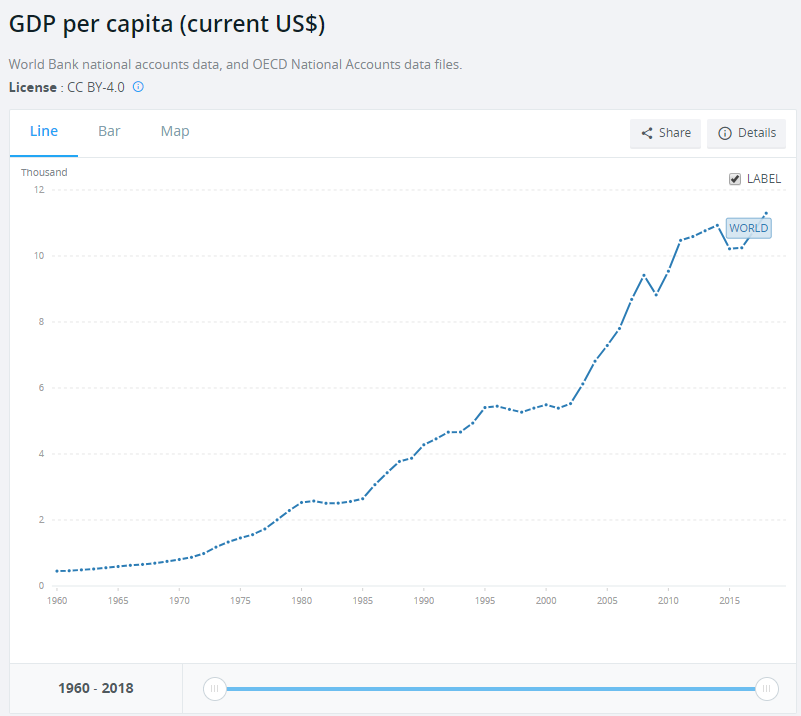 GDP per capita (current US$)
World Bank national accounts data, and OECD National Accounts data files.
License : CC BY-4.0
Line Bar Map Share Details
Thousand
LABEL
12
WORLD
10
8
6
4
2
0
1960 1965 1970 1975 1980 1985 1990 1995 2000 2005 2010 2015
1960 - 2018